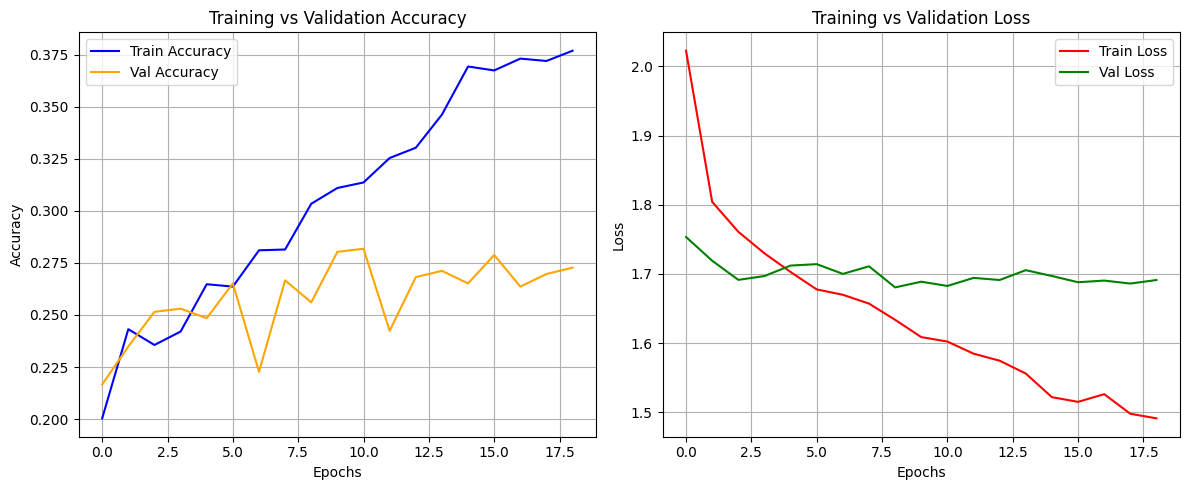 Training vs Validation Accuracy
Train Accuracy
Val Accuracy
Accuracy
0.375
0.350
0.325
0.300
0.275
0.250
0.225
0.200
0.0 2.5 5.0 7.5 10.0 12.5 15.0 17.5
Epochs
Training vs Validation Loss
Train Loss
Val Loss
Loss
2.0
1.9
1.8
1.7
1.6
1.5
0.0 2.5 5.0 7.5 10.0 12.5 15.0 17.5
Epochs